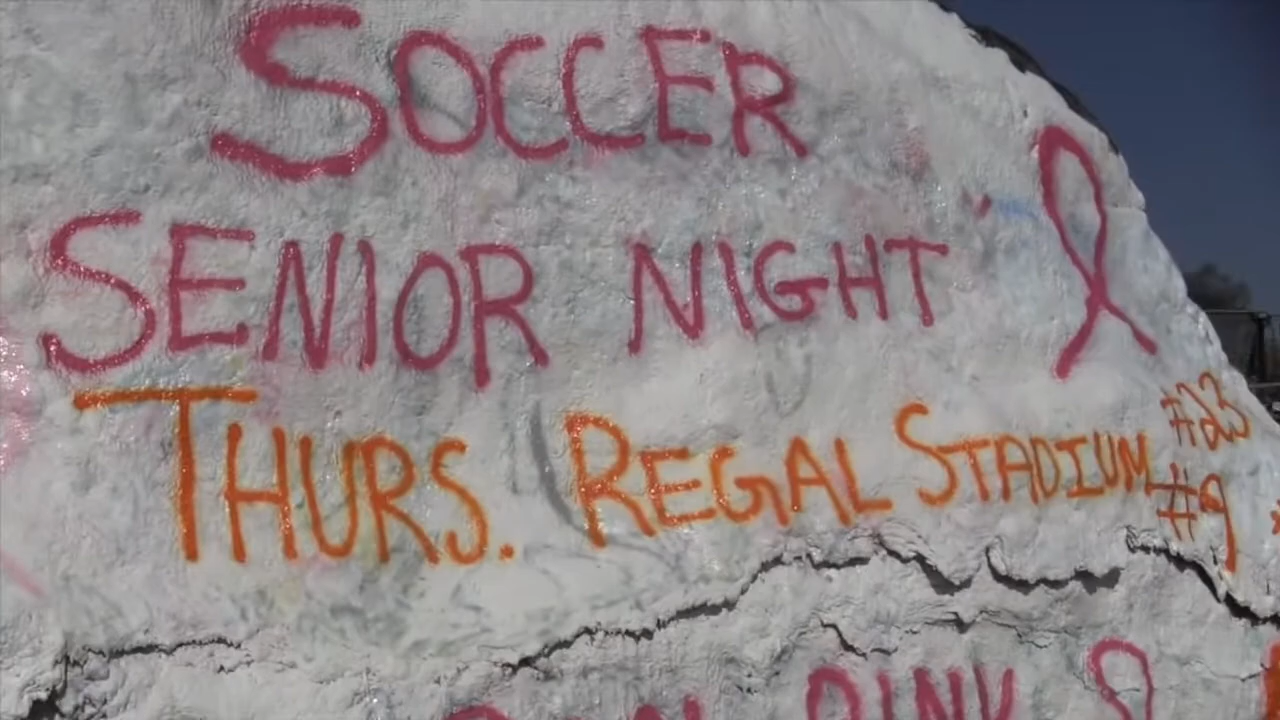 SOCCER
SENIOR NIGHT
THURS. REGAL STADIUM
#23
#9
PINK